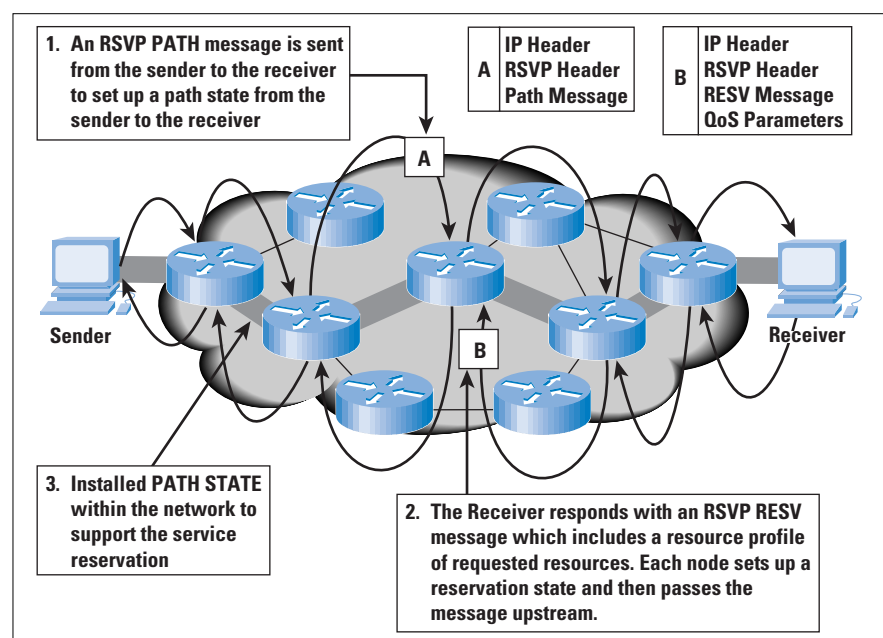 1. An RSVP PATH message is sent
from the sender to the receiver
to set up a path state from the
sender to the receiver
A
IP Header
RSVP Header
Path Message
B
IP Header
RSVP Header
RESV Message
QoS Parameters
A
Sender
B
Receiver
3. Installed PATH STATE
within the network to
support the service
reservation
2. The Receiver responds with an RSVP RESV
message which includes a resource profile
of requested resources. Each node sets up a
reservation state and then passes the
message upstream.